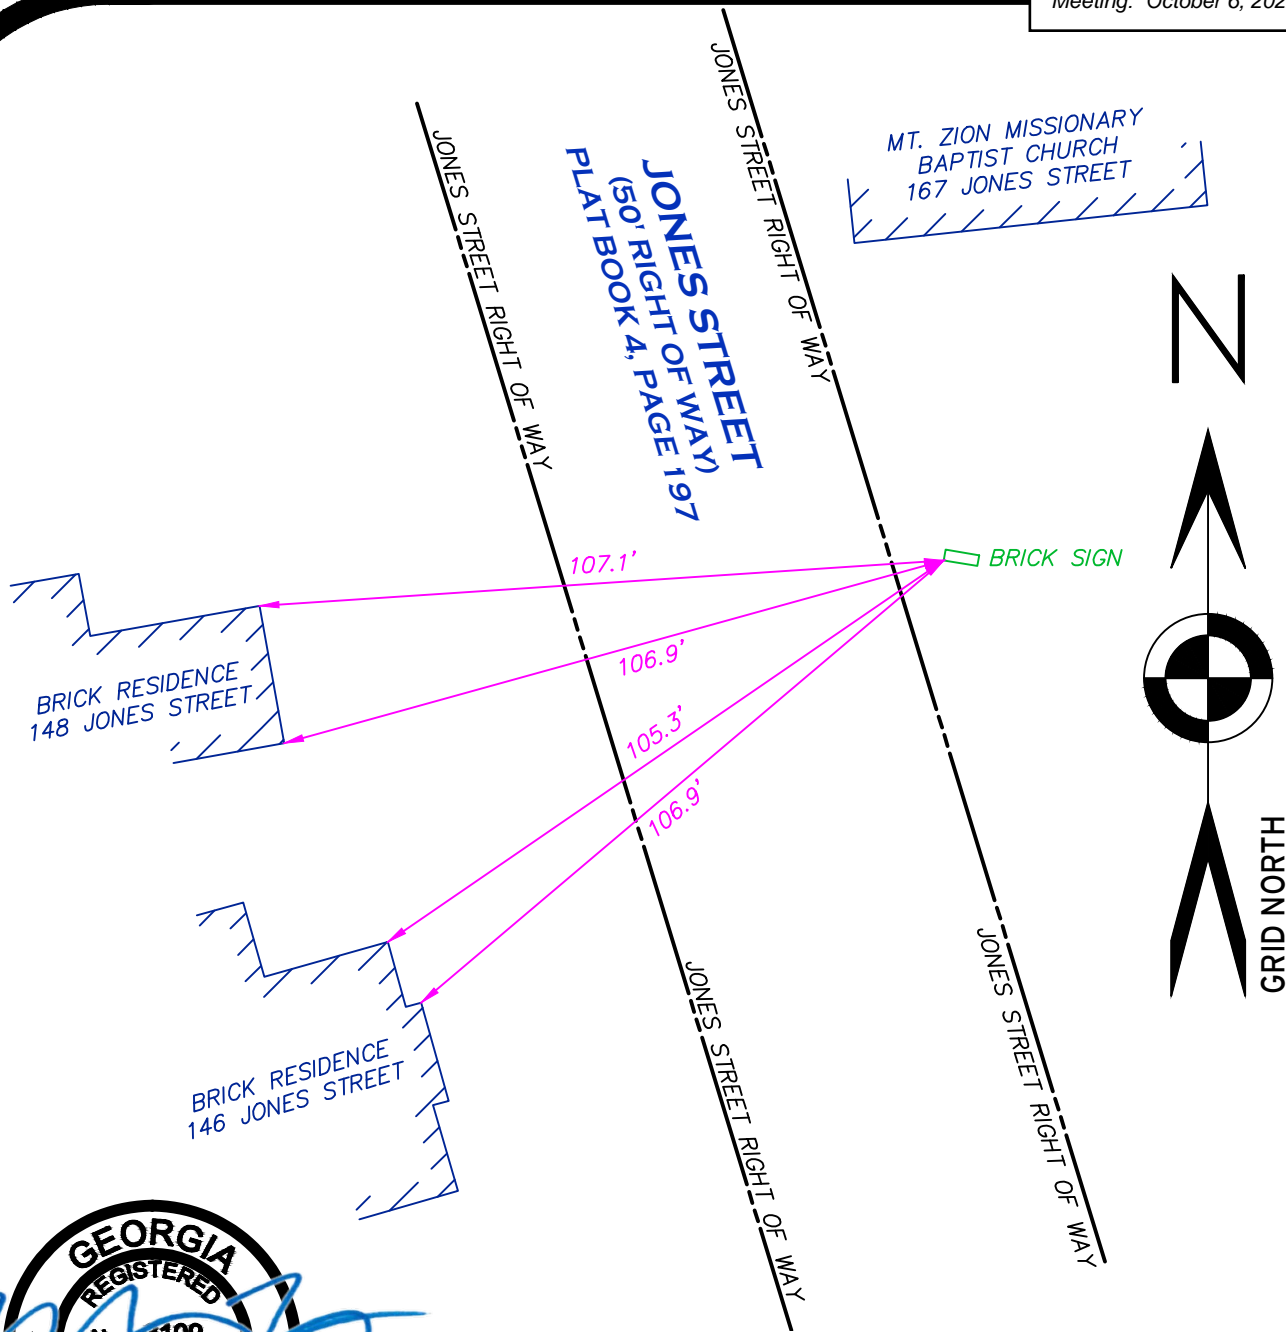 Meeting: October 6, 202
JONES STREET RIGHT OF WAY
JONES STREET RIGHT OF WAY
MT. ZION MISSIONARY
BAPTIST CHURCH
167 JONES STREET
JONES STREET
(50' RIGHT OF WAY)
PLAT BOOK 4, PAGE 197
N
107.1'
BRICK SIGN
106.9'
BRICK RESIDENCE
148 JONES STREET
105.3'
106.9'
GRID NORTH
JONES STREET RIGHT OF WAY
JONES STREET RIGHT OF WAY
BRICK RESIDENCE
146 JONES STREET
GEORGIA
REGISTERED